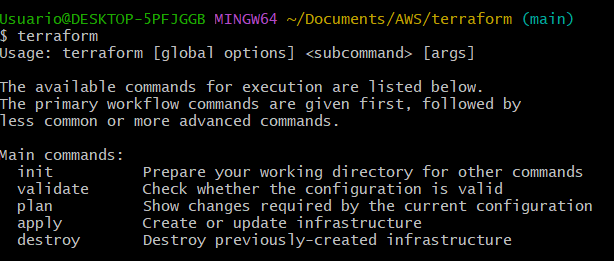 Usuario@DESKTOP-5PFJGGB MINGW64 ~/Documents/AWS/terraform (main)
$ terraform
Usage: terraform [global options] <subcommand> [args]

The available commands for execution are listed below.
The primary workflow commands are given first, followed by
less common or more advanced commands.

Main commands:
  init          Prepare your working directory for other commands
  validate      Check whether the configuration is valid
  plan          Show changes required by the current configuration
  apply         Create or update infrastructure
  destroy       Destroy previously-created infrastructure